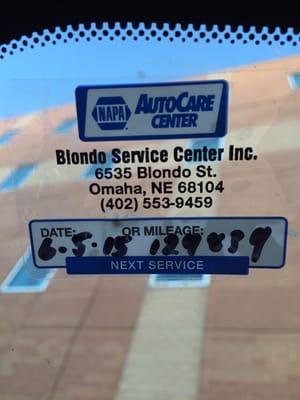 NAPA AUTOCARE
CENTER
Blondo Service Center Inc.
6535 Blondo St.
Omaha, NE 68104
(402) 553-9459
DATE: OR MILEAGE:
6-5-15 129839
NEXT SERVICE